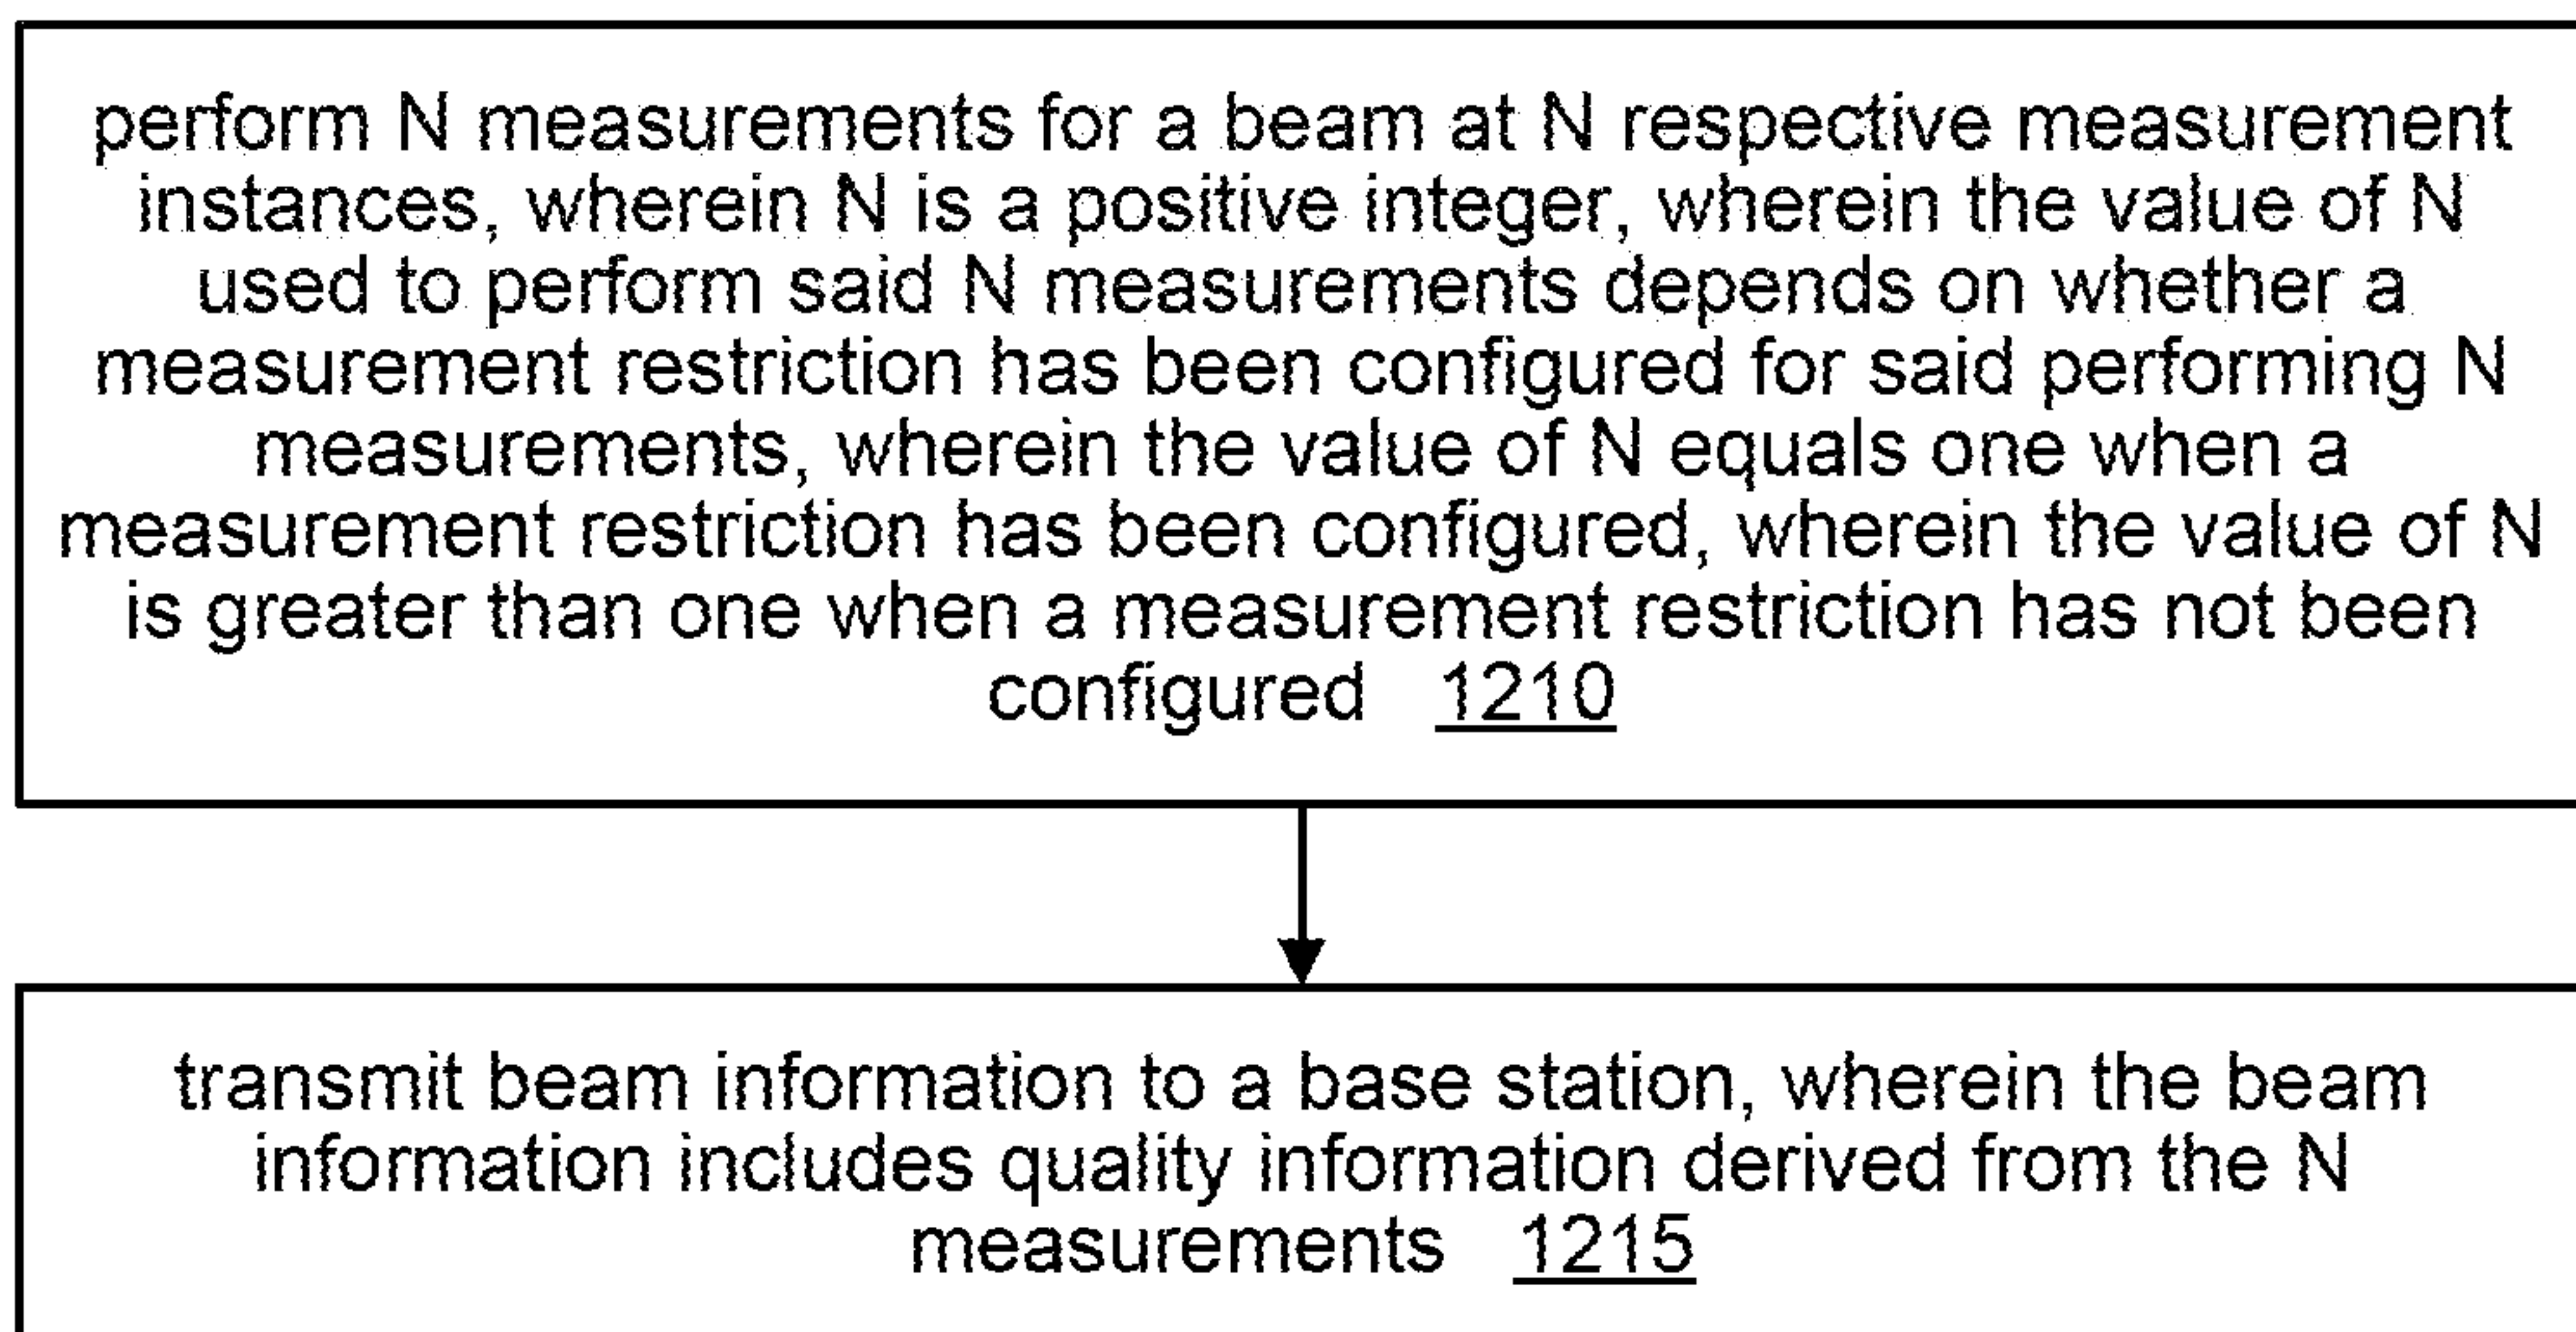 perform N measurements for a beam at N respective measurement
instances, wherein N is a positive integer, wherein the value of N
used to perform said N measurements depends on whether a
measurement restriction has been configured for said performing N
measurements, wherein the value of N equals one when a
measurement restriction has been configured, wherein the value of N
is greater than one when a measurement restriction has not been
configured 1210
transmit beam information to a base station, wherein the beam
information includes quality information derived from the N
measurements 1215